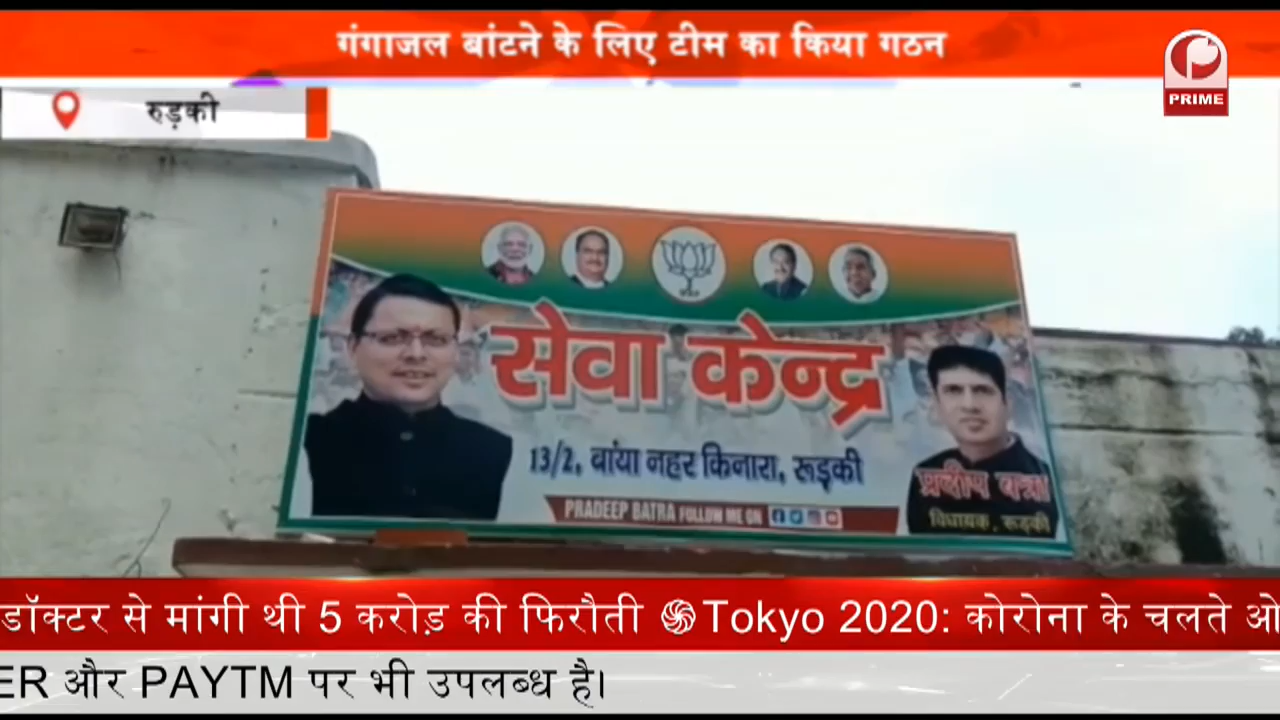 गंगाजल बांटने के लिए टीम का किया गठन
PRIME
रुड़की
सेवा केन्द्र
13/2, बांया नहर किनारा, रूड़की
PRADEEP BATRA FOLLOW ME ON
प्रदीप बत्रा
विधायक, रूड़की
डॉक्टर से मांगी थी 5 करोड़ की फिरौती Tokyo 2020: कोरोना के चलते ओ
ER और PAYTM पर भी उपलब्ध है।